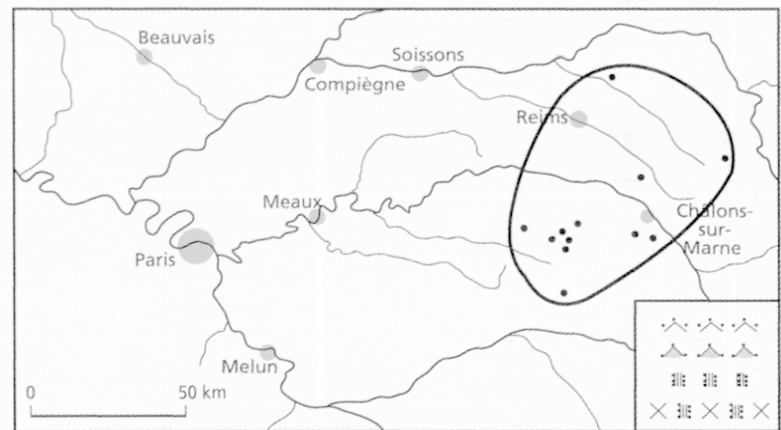 Beauvais
Soissons
Compiègne
Reims
Meaux
Châlons-
sur-
Marne
Paris
Melun
0 50 km